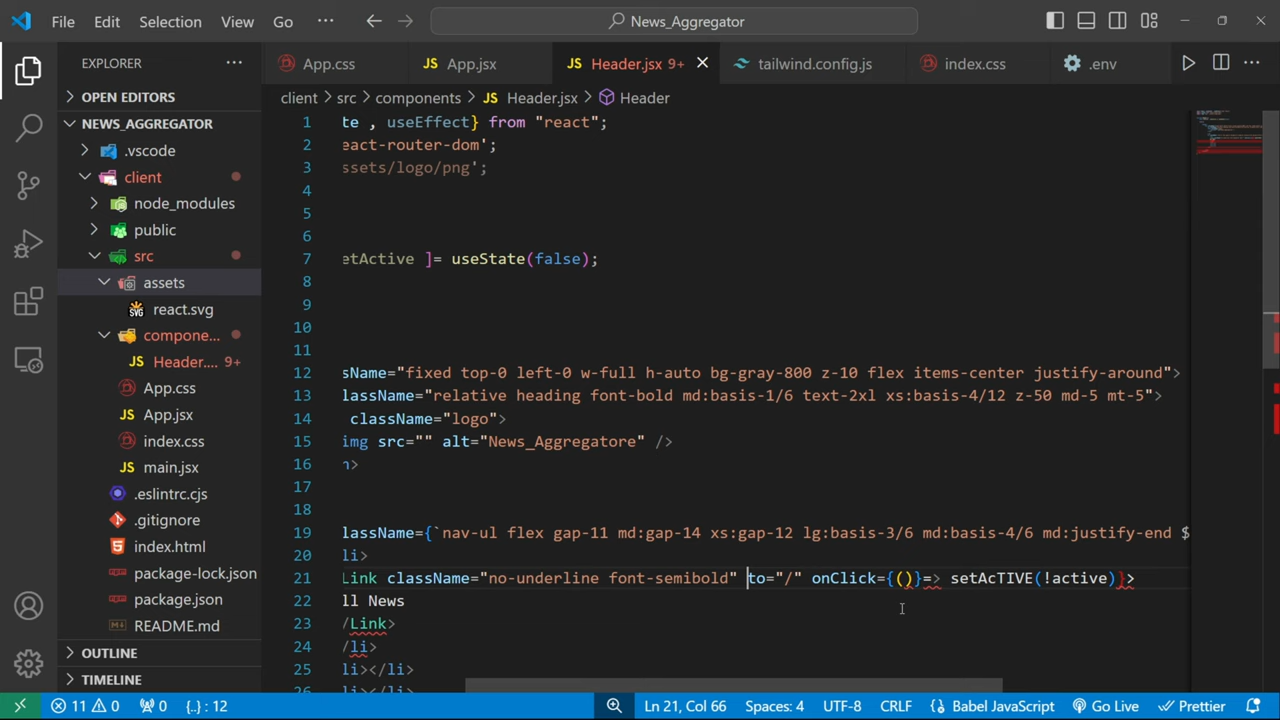 File Edit Selection View Go ··· News_Aggregator
EXPLORER ···
App.css JS App.jsx JS Header.jsx 9+ tailwind.config.js index.css .env ···
OPEN EDITORS
client > src > components > JS Header.jsx > Header
NEWS_AGGREGATOR
.vscode
client
node_modules
public
src
assets
react.svg
compone...
JS Header.... 9+
App.css
JS App.jsx
index.css
JS main.jsx
.eslintrc.cjs
.gitignore
index.html
package-lock.json
package.json
README.md
OUTLINE
TIMELINE
1 te , useEffect} from "react";
2 eact-router-dom';
3 ssets/logo/png';
4
5
6
7 etActive ]= useState(false);
8
9
10
11
12 sName="fixed top-0 left-0 w-full h-auto bg-gray-800 z-10 flex items-center justify-around">
13 lassName="relative heading font-bold md:basis-1/6 text-2xl xs:basis-4/12 z-50 md-5 mt-5">
14 className="logo">
15 img src="" alt="News_Aggregatore" />
16 n>
17
18
19 lassName={`nav-ul flex gap-11 md:gap-14 xs:gap-12 lg:basis-3/6 md:basis-4/6 md:justify-end $
20 li>
21 Link className="no-underline font-semibold" to="/" onClick={()}=> setAcTIVE(!active)}>
22 ll News
23 /Link>
24 /li>
25 li></li>
26 li></li>
11 0 0 {..} : 12 Ln 21, Col 66 Spaces: 4 UTF-8 CRLF {} Babel JavaScript Go Live Prettier